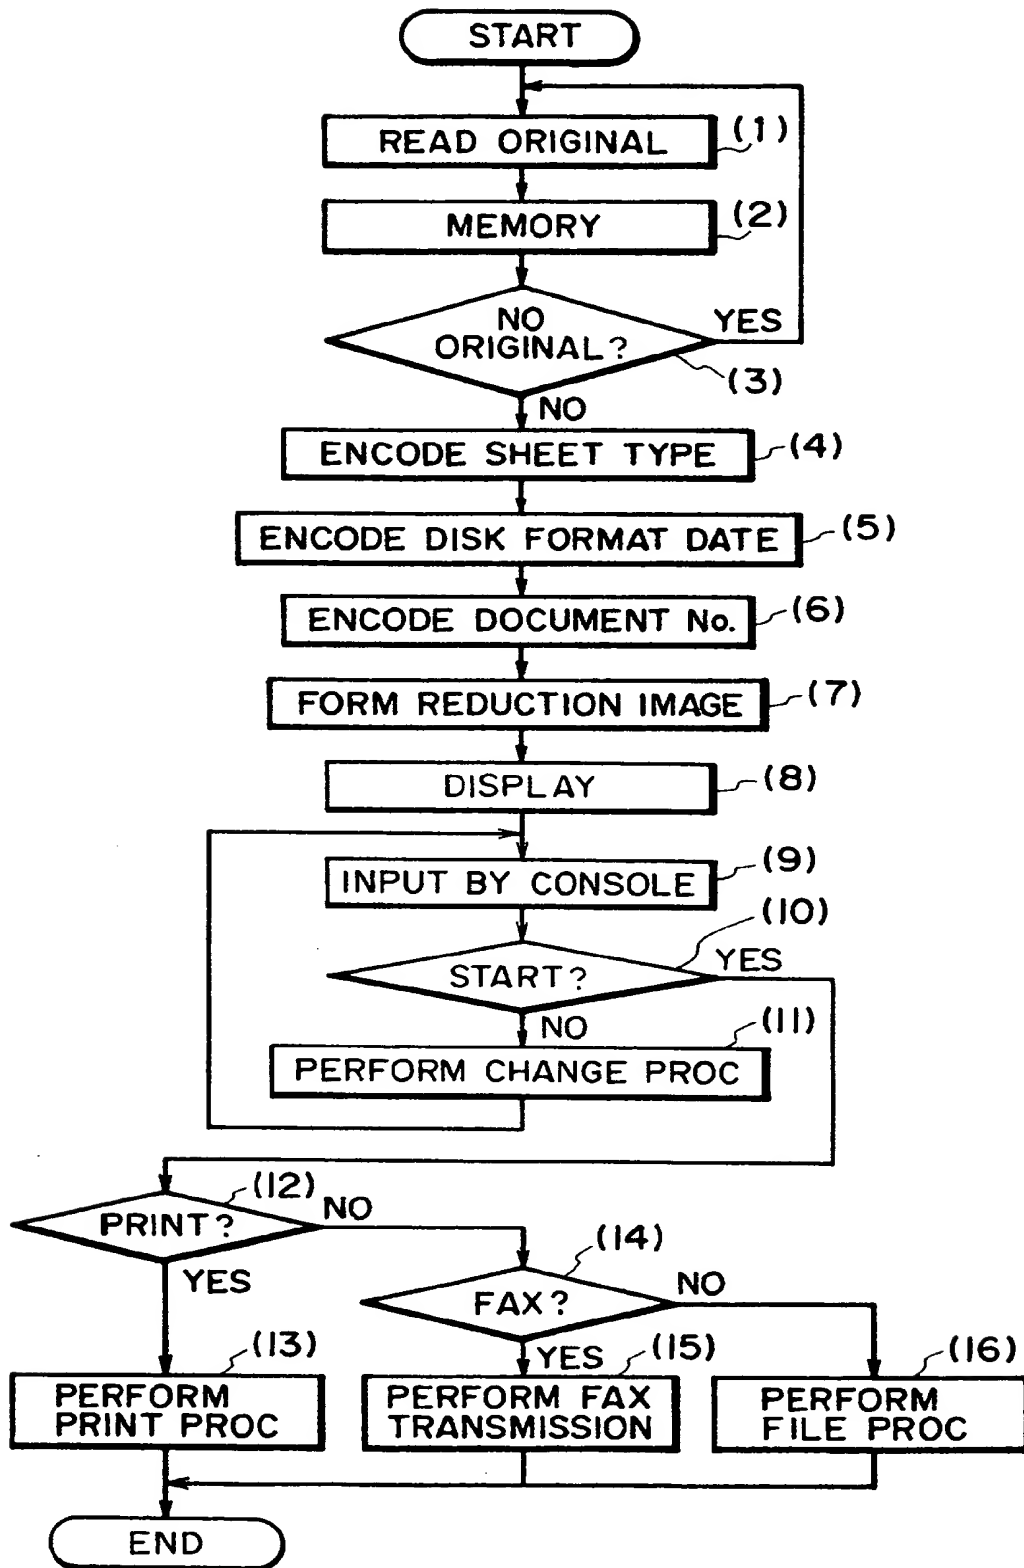 START
READ ORIGINAL
(1)
MEMORY
(2)
NO
ORIGINAL?
YES
(3)
NO
ENCODE SHEET TYPE
(4)
ENCODE DISK FORMAT DATE
(5)
ENCODE DOCUMENT No.
(6)
FORM REDUCTION IMAGE
(7)
DISPLAY
(8)
INPUT BY CONSOLE
(9)
(10)
START?
YES
NO
(11)
PERFORM CHANGE PROC
(12)
PRINT?
NO
YES
(14)
FAX?
NO
YES
(13)
PERFORM
PRINT PROC
(15)
PERFORM FAX
TRANSMISSION
(16)
PERFORM
FILE PROC
END